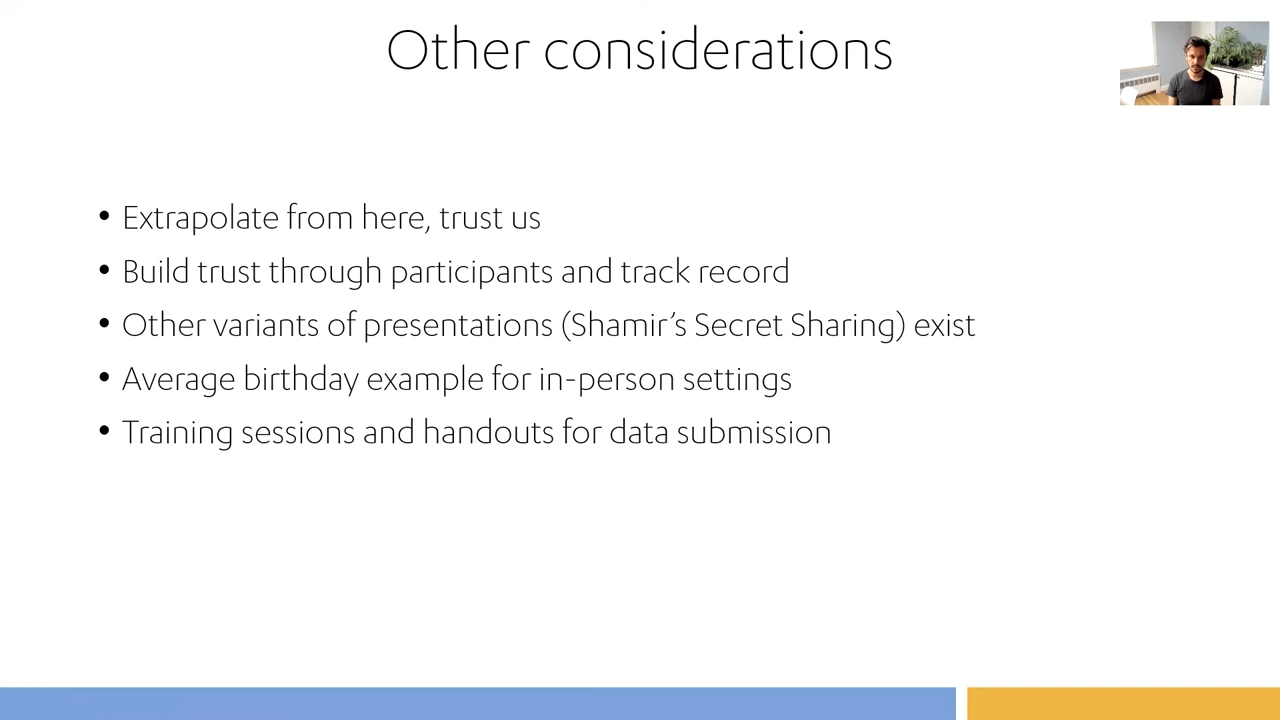 Other considerations
• Extrapolate from here, trust us
• Build trust through participants and track record
• Other variants of presentations (Shamir’s Secret Sharing) exist
• Average birthday example for in-person settings
• Training sessions and handouts for data submission